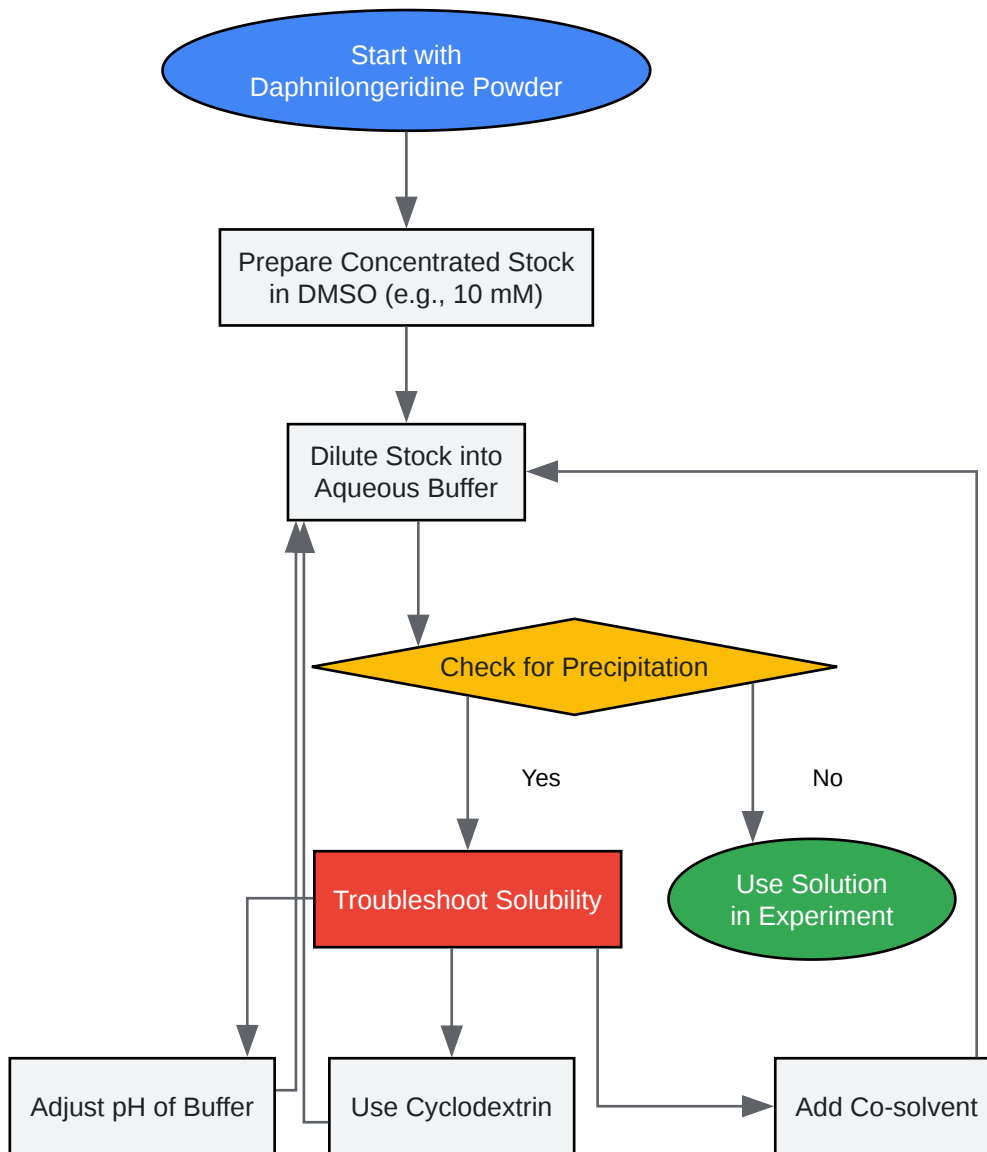 Start with
Daphnilongeridine Powder
Prepare Concentrated Stock
in DMSO (e.g., 10 mM)
Dilute Stock into
Aqueous Buffer
Check for Precipitation
Yes
No
Troubleshoot Solubility
Use Solution
in Experiment
Adjust pH of Buffer
Use Cyclodextrin
Add Co-solvent